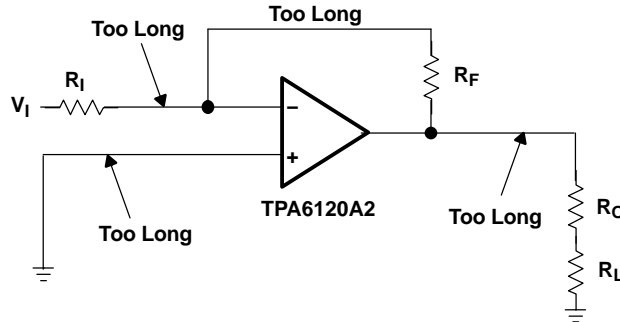 Too Long
Too Long
R_I
R_F
V_I
−
+
TPA6120A2
Too Long
Too Long
R_O
R_L